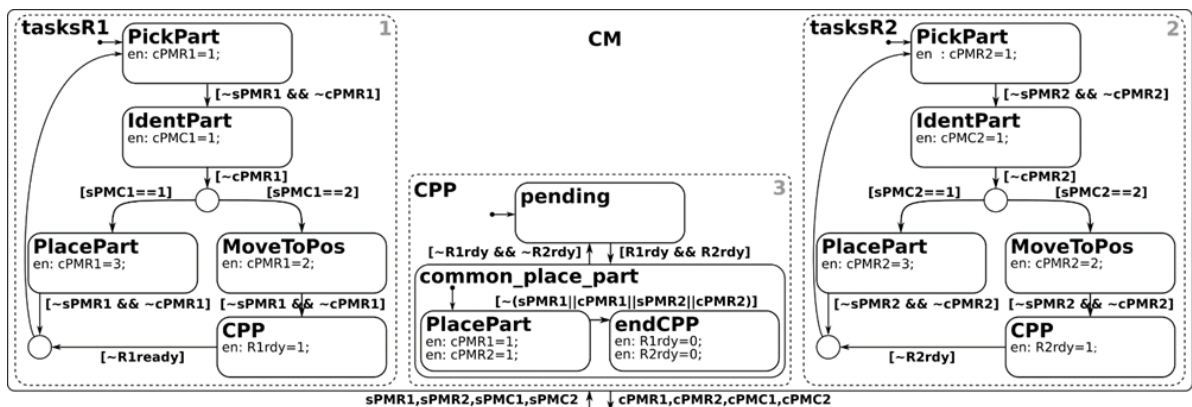 tasksR1
1
PickPart
en: cPMR1=1;
[~sPMR1 && ~cPMR1]
IdentPart
en: cPMC1=1;
[~cPMR1]
[sPMC1==1]
[sPMC1==2]
PlacePart
en: cPMR1=3;
MoveToPos
en: cPMR1=2;
[~sPMR1 && ~cPMR1]
[~sPMR1 && ~cPMR1]
CPP
en: R1rdy=1;
[~R1ready]
CM
CPP
3
pending
[~R1rdy && ~R2rdy]
[R1rdy && R2rdy]
common_place_part
[~(sPMR1||cPMR1||sPMR2||cPMR2)]
PlacePart
en: cPMR1=1;
en: cPMR2=1;
endCPP
en: R1rdy=0;
en: R2rdy=0;
tasksR2
2
PickPart
en : cPMR2=1;
[~sPMR2 && ~cPMR2]
IdentPart
en: cPMC2=1;
[~cPMR2]
[sPMC2==1]
[sPMC2==2]
PlacePart
en: cPMR2=3;
MoveToPos
en: cPMR2=2;
[~sPMR2 && ~cPMR2]
[~sPMR2 && ~cPMR2]
CPP
en: R2rdy=1;
[~R2rdy]
sPMR1,sPMR2,sPMC1,sPMC2
cPMR1,cPMR2,cPMC1,cPMC2